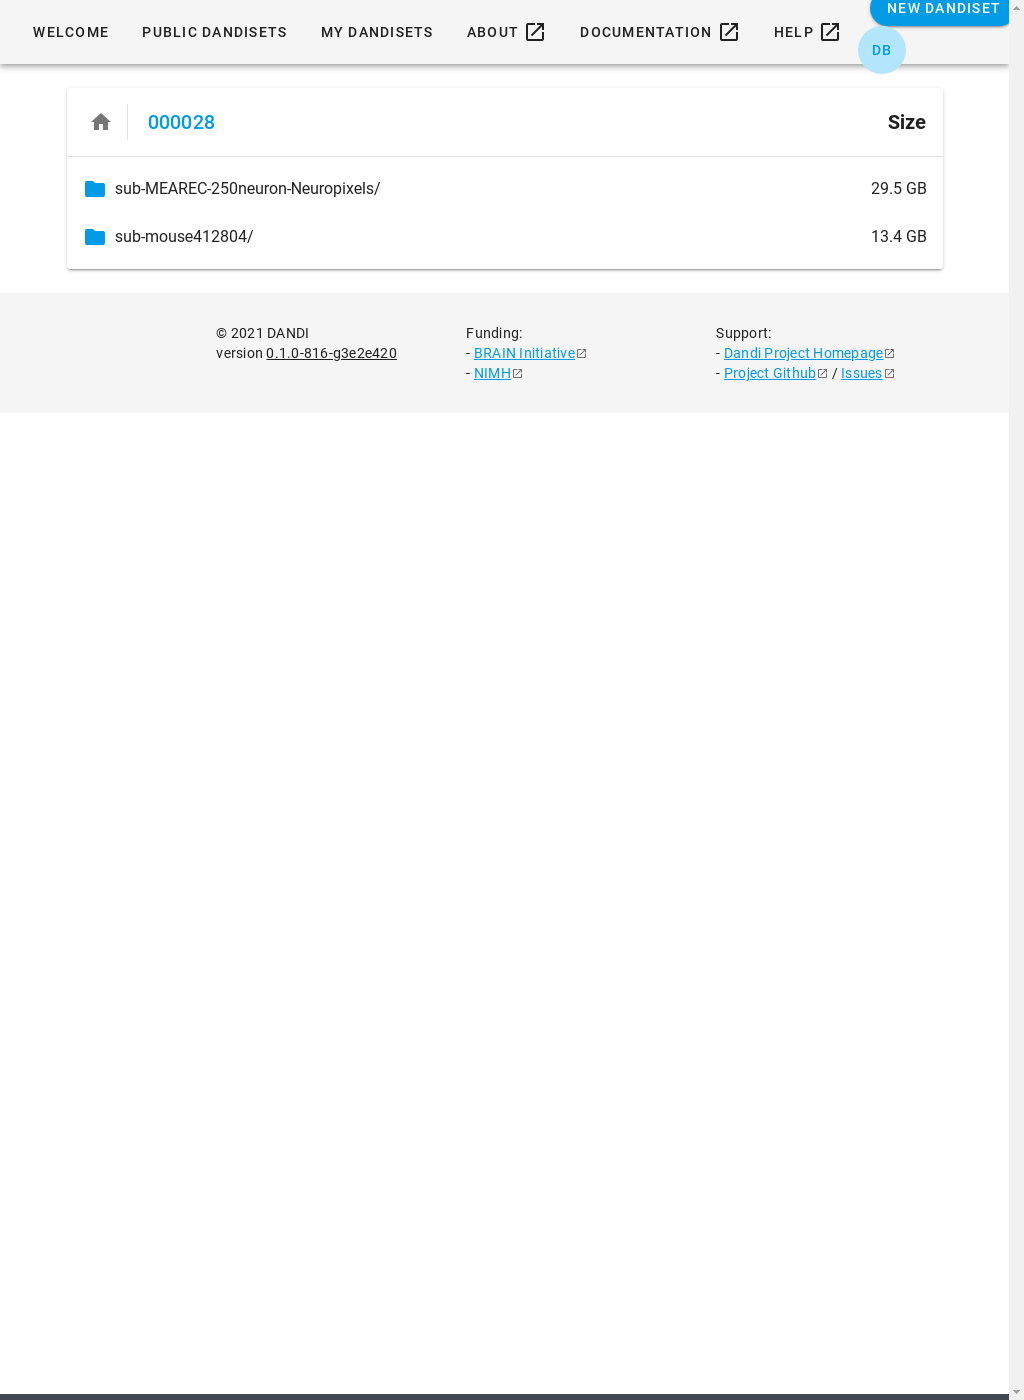 NEW DANDISET
WELCOME PUBLIC DANDISETS MY DANDISETS ABOUT DOCUMENTATION HELP
DB
000028 Size
sub-MEAREC-250neuron-Neuropixels/ 29.5 GB
sub-mouse412804/ 13.4 GB
© 2021 DANDI Funding: Support:
version 0.1.0-816-g3e2e420 - BRAIN Initiative - Dandi Project Homepage
- NIMH - Project Github / Issues